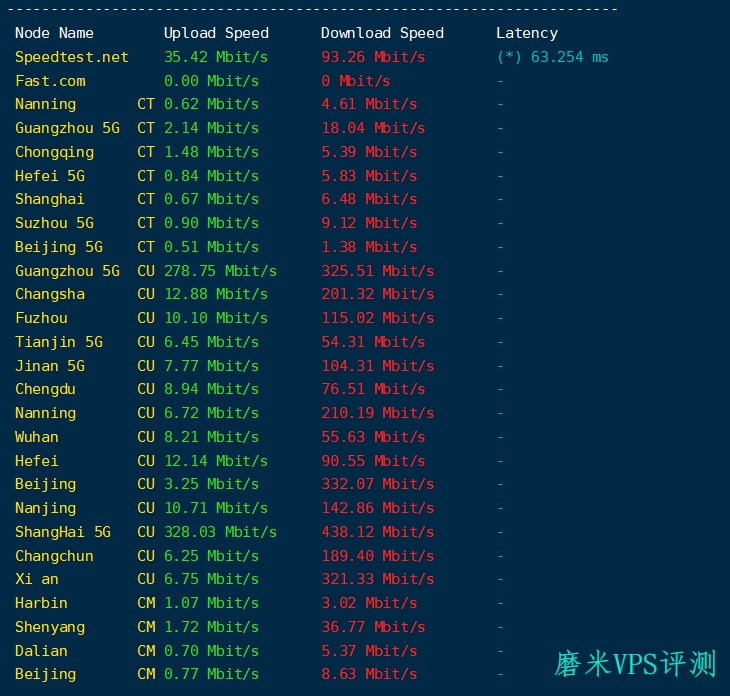 ----------------------------------------------------------------------
Node Name Upload Speed Download Speed Latency
Speedtest.net 35.42 Mbit/s 93.26 Mbit/s (*) 63.254 ms
Fast.com 0.00 Mbit/s 0 Mbit/s -
Nanning CT 0.62 Mbit/s 4.61 Mbit/s -
Guangzhou 5G CT 2.14 Mbit/s 18.04 Mbit/s -
Chongqing CT 1.48 Mbit/s 5.39 Mbit/s -
Hefei 5G CT 0.84 Mbit/s 5.83 Mbit/s -
Shanghai CT 0.67 Mbit/s 6.48 Mbit/s -
Suzhou 5G CT 0.90 Mbit/s 9.12 Mbit/s -
Beijing 5G CT 0.51 Mbit/s 1.38 Mbit/s -
Guangzhou 5G CU 278.75 Mbit/s 325.51 Mbit/s -
Changsha CU 12.88 Mbit/s 201.32 Mbit/s -
Fuzhou CU 10.10 Mbit/s 115.02 Mbit/s -
Tianjin 5G CU 6.45 Mbit/s 54.31 Mbit/s -
Jinan 5G CU 7.77 Mbit/s 104.31 Mbit/s -
Chengdu CU 8.94 Mbit/s 76.51 Mbit/s -
Nanning CU 6.72 Mbit/s 210.19 Mbit/s -
Wuhan CU 8.21 Mbit/s 55.63 Mbit/s -
Hefei CU 12.14 Mbit/s 90.55 Mbit/s -
Beijing CU 3.25 Mbit/s 332.07 Mbit/s -
Nanjing CU 10.71 Mbit/s 142.86 Mbit/s -
ShangHai 5G CU 328.03 Mbit/s 438.12 Mbit/s -
Changchun CU 6.25 Mbit/s 189.40 Mbit/s -
Xi an CU 6.75 Mbit/s 321.33 Mbit/s -
Harbin CM 1.07 Mbit/s 3.02 Mbit/s -
Shenyang CM 1.72 Mbit/s 36.77 Mbit/s -
Dalian CM 0.70 Mbit/s 5.37 Mbit/s -
Beijing CM 0.77 Mbit/s 8.63 Mbit/s -
磨米VPS评测